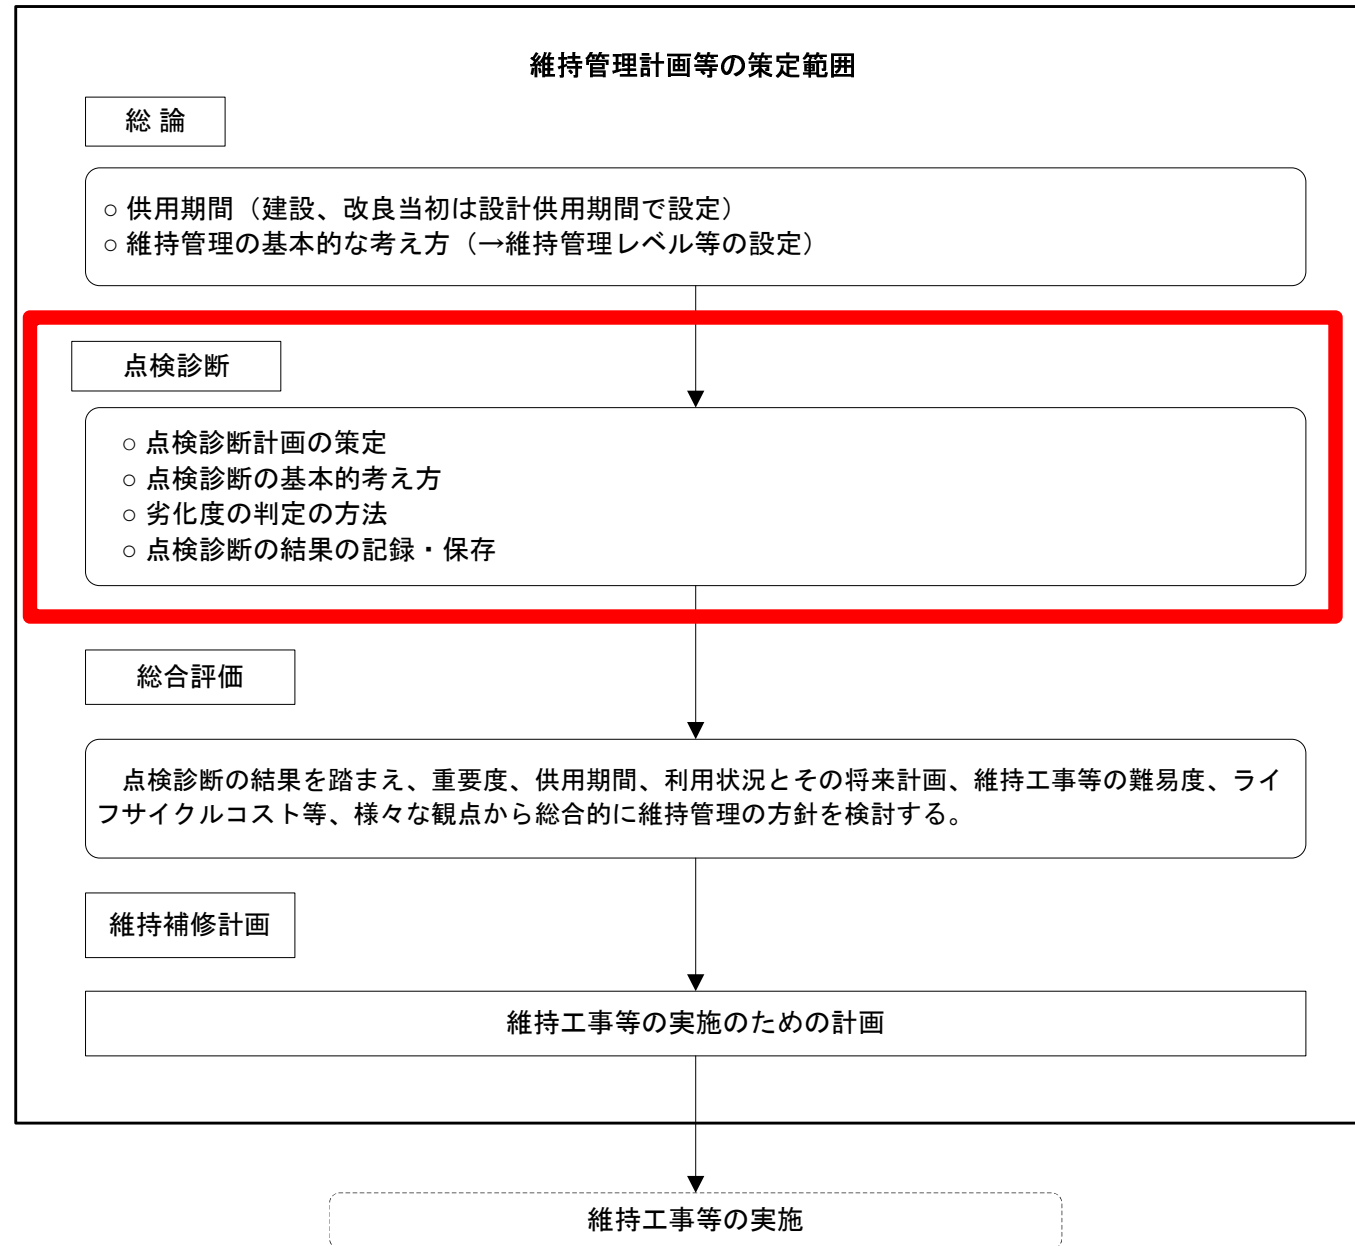 維持管理計画等の策定範囲
総 論
○ 供用期間（建設、改良当初は設計供用期間で設定）
○ 維持管理の基本的な考え方（→維持管理レベル等の設定）
点検診断
○ 点検診断計画の策定
○ 点検診断の基本的考え方
○ 劣化度の判定の方法
○ 点検診断の結果の記録・保存
総合評価
点検診断の結果を踏まえ、重要度、供用期間、利用状況とその将来計画、維持工事等の難易度、ライ
フサイクルコスト等、様々な観点から総合的に維持管理の方針を検討する。
維持補修計画
維持工事等の実施のための計画
維持工事等の実施